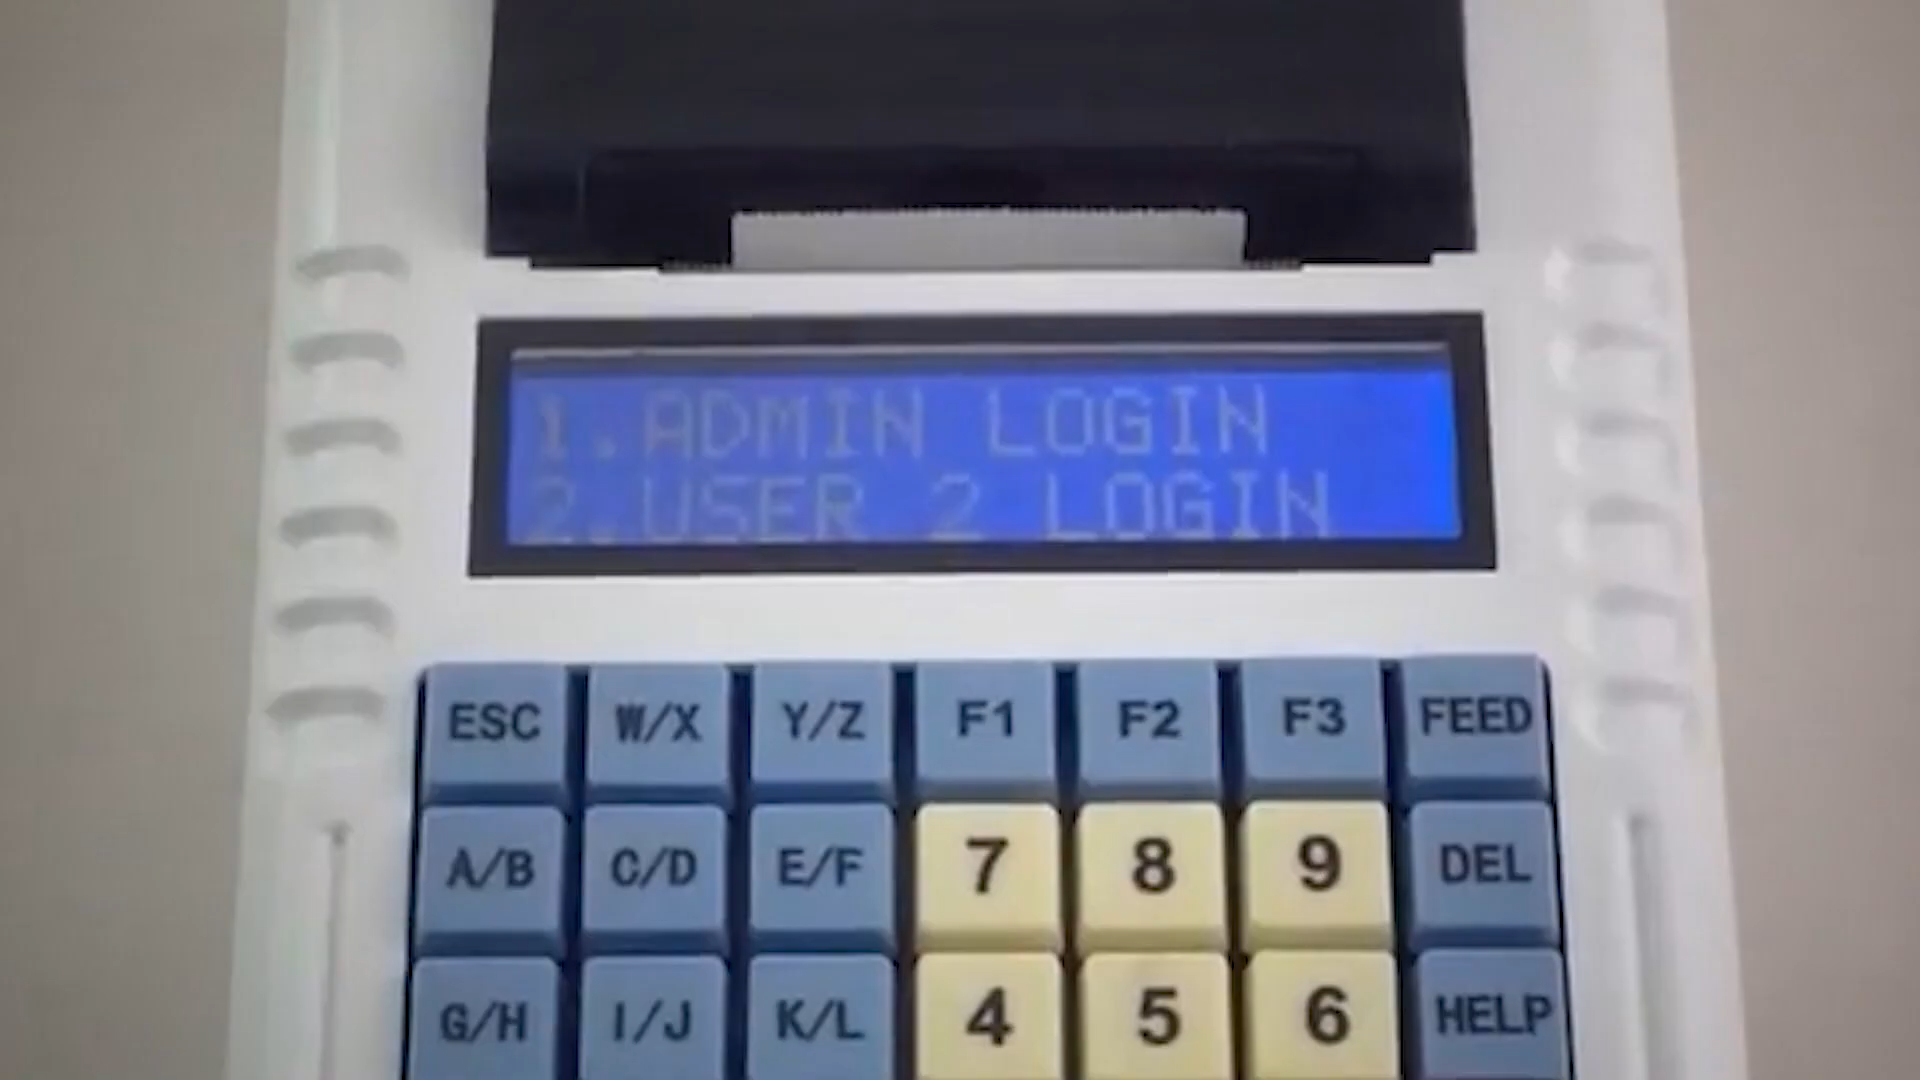 1.ADMIN LOGIN
2.USER 2 LOGIN
ESC W/X Y/Z F1 F2 F3 FEED
A/B C/D E/F 7 8 9 DEL
G/H I/J K/L 4 5 6 HELP